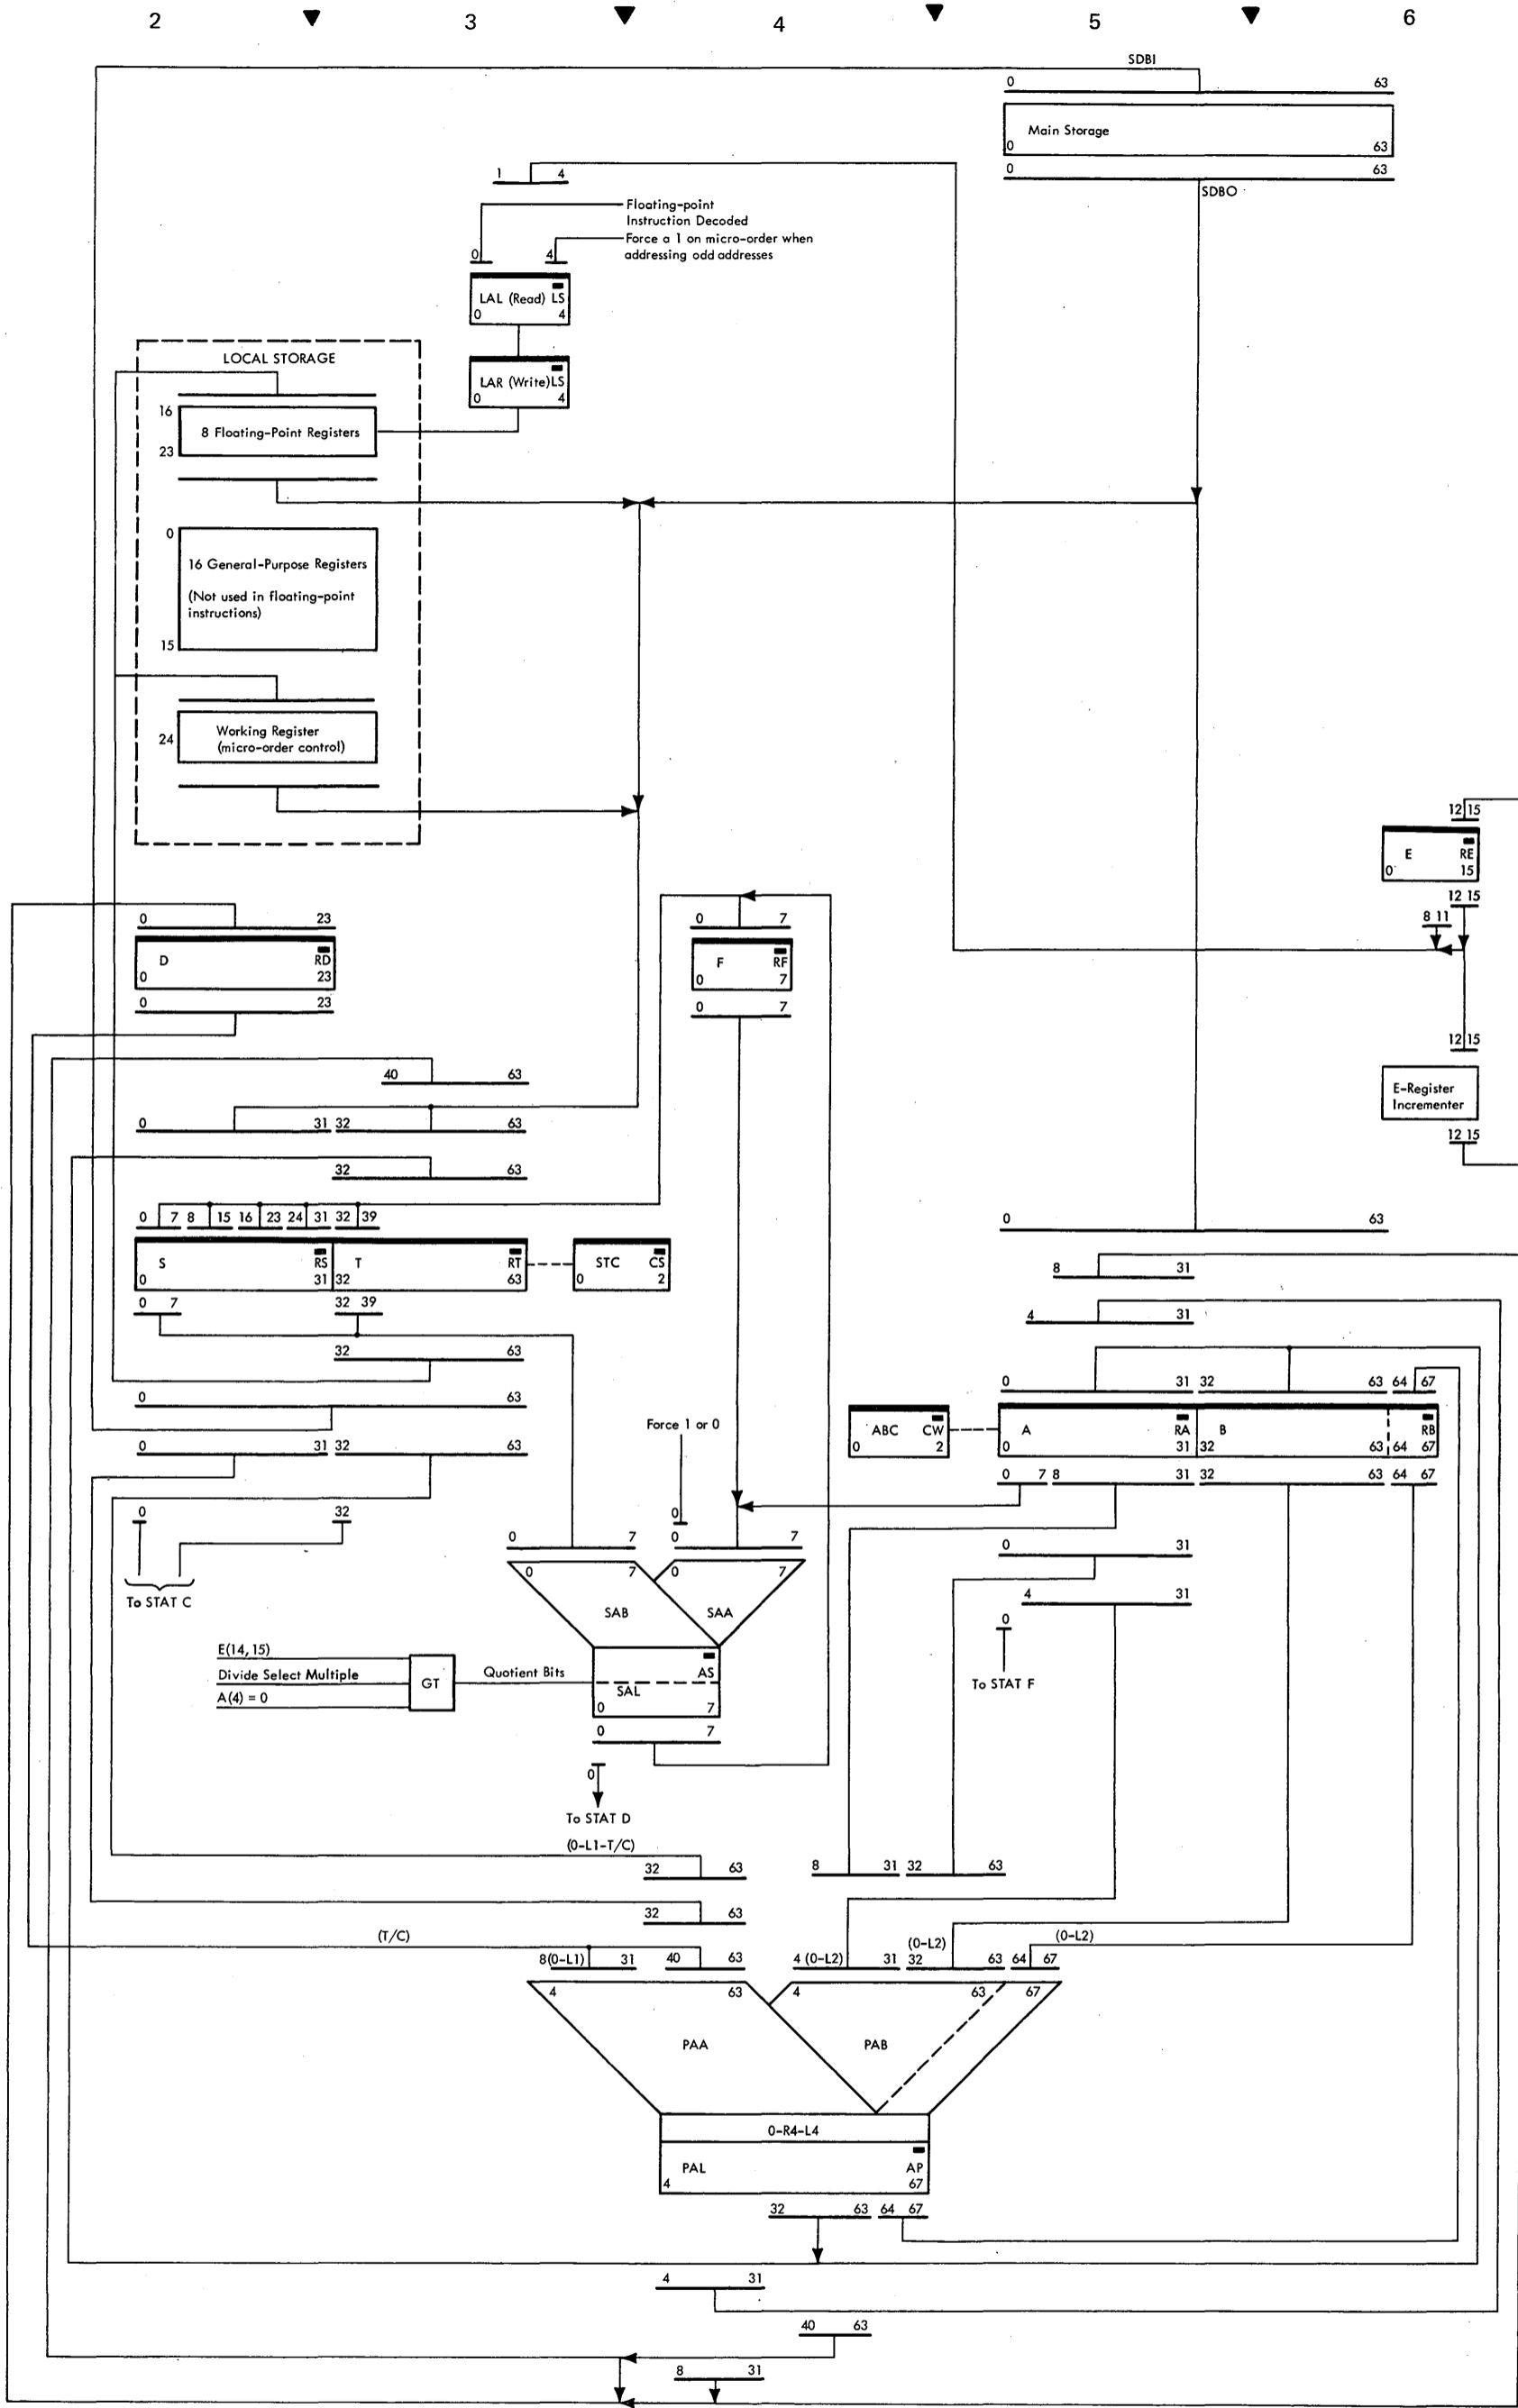 2 ▼ 3 ▼ 4 ▼ 5 ▼ 6
SDBI
0 63
Main Storage
0 63
0 63
SDBO
1 4
Floating-point
Instruction Decoded
Force a 1 on micro-order when
addressing odd addresses
0 4
LAL (Read) LS
0 4
LOCAL STORAGE
LAR (Write) LS
0 4
16
8 Floating-Point Registers
23
0
16 General-Purpose Registers
(Not used in floating-point
instructions)
15
24
Working Register
(micro-order control)
12 15
E RE
0 15
12 15
8 11
0 23
D RD
0 23
0 23
0 7
F RF
0 7
0 7
12 15
E-Register
Incrementer
12 15
40 63
0 31 32 63
32 63
0 7 8 15 16 23 24 31 32 39
S RS T RT
0 31 32 63
STC CS
0 2
0 7 32 39
32 63
0 63
0 31 32 63
0 32
To STAT C
0 63
8 31
4 31
0 31 32 63 64 67
ABC CW
0 2
A RA B RB
0 31 32 63 64 67
0 7 8 31 32 63 64 67
Force 1 or 0
0
0 7 0 7
0 7 0 7
SAB SAA
0 31
4 31
0
To STAT F
E(14, 15)
Divide Select Multiple
A(4) = 0
GT
Quotient Bits
AS
SAL
0 7
0 7
0
To STAT D
(0-L1-T/C)
32 63
8 31 32 63
32 63
(T/C)
(0-L2)
(0-L2)
8(0-L1) 31 40 63
4 (0-L2) 31 32 63 64 67
4 63 4 63 67
PAA PAB
0-R4-L4
PAL AP
4 67
32 63 64 67
4 31
40 63
8 31